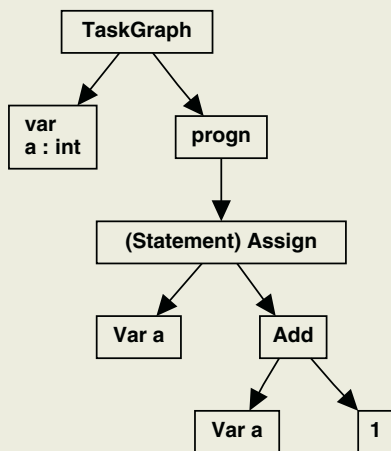 TaskGraph
var
a : int
progn
(Statement) Assign
Var a
Add
Var a
1